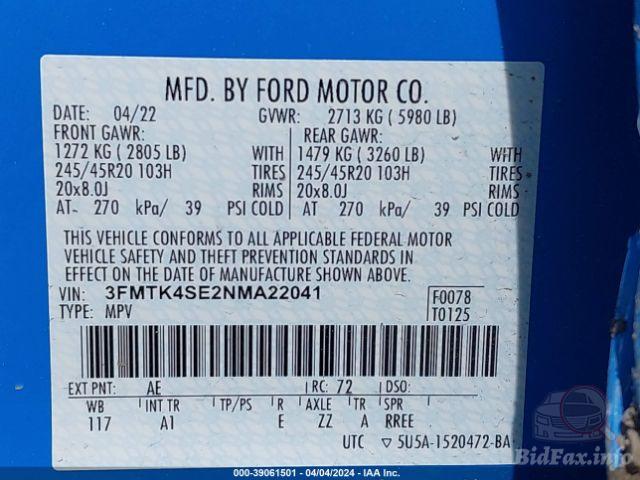 MFD. BY FORD MOTOR CO.
DATE: 04/22 GVWR: 2713 KG ( 5980 LB)
FRONT GAWR: REAR GAWR:
1272 KG ( 2805 LB) WITH 1479 KG ( 3260 LB) WITH
245/45R20 103H TIRES 245/45R20 103H TIRES
20x8.0J RIMS 20x8.0J RIMS
AT- 270 kPa/ 39 PSI COLD AT- 270 kPa/ 39 PSI COLD
THIS VEHICLE CONFORMS TO ALL APPLICABLE FEDERAL MOTOR
VEHICLE SAFETY AND THEFT PREVENTION STANDARDS IN
EFFECT ON THE DATE OF MANUFACTURE SHOWN ABOVE.
VIN: 3FMTK4SE2NMA22041 F0078
TYPE: MPV T0125
EXT PNT: AE RC: 72 DSO:
WB INT TR TP/PS R AXLE TR SPR
117 A1 E ZZ A RREE
UTC ▽ 5U5A-1520472-BA
000-39061501 - 04/04/2024 - IAA Inc.
BidFax.info